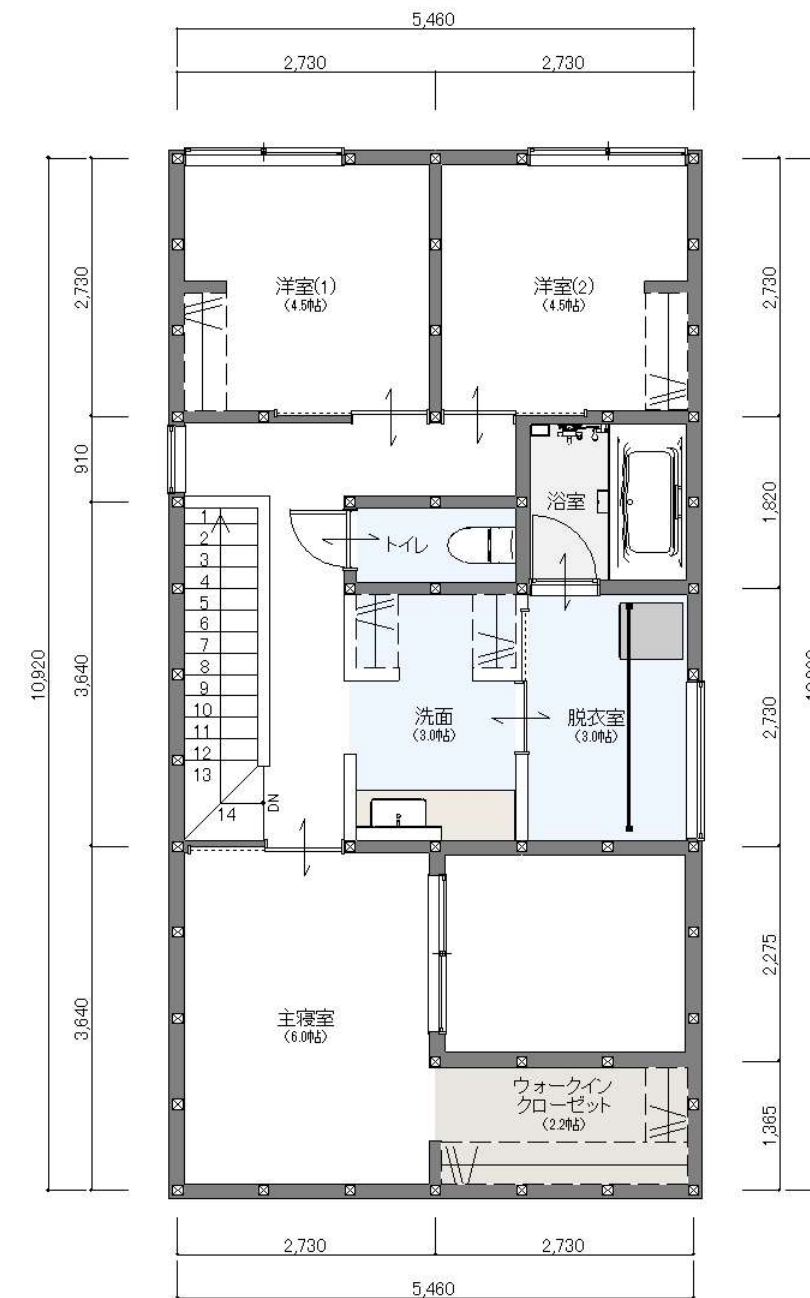 5,460
2,730
2,730
2,730
洋室(1)
(4.5帖)
洋室(2)
(4.5帖)
2,730
910
浴室
1,820
トイレ
1
2
3
4
5
6
7
8
9
10
11
12
13
14
DN
10,920
3,640
洗面
(3.0帖)
脱衣室
(3.0帖)
2,730
主寝室
(6.0帖)
3,640
2,275
ウォークイン
クローゼット
(2.2帖)
1,365
2,730
2,730
5,460